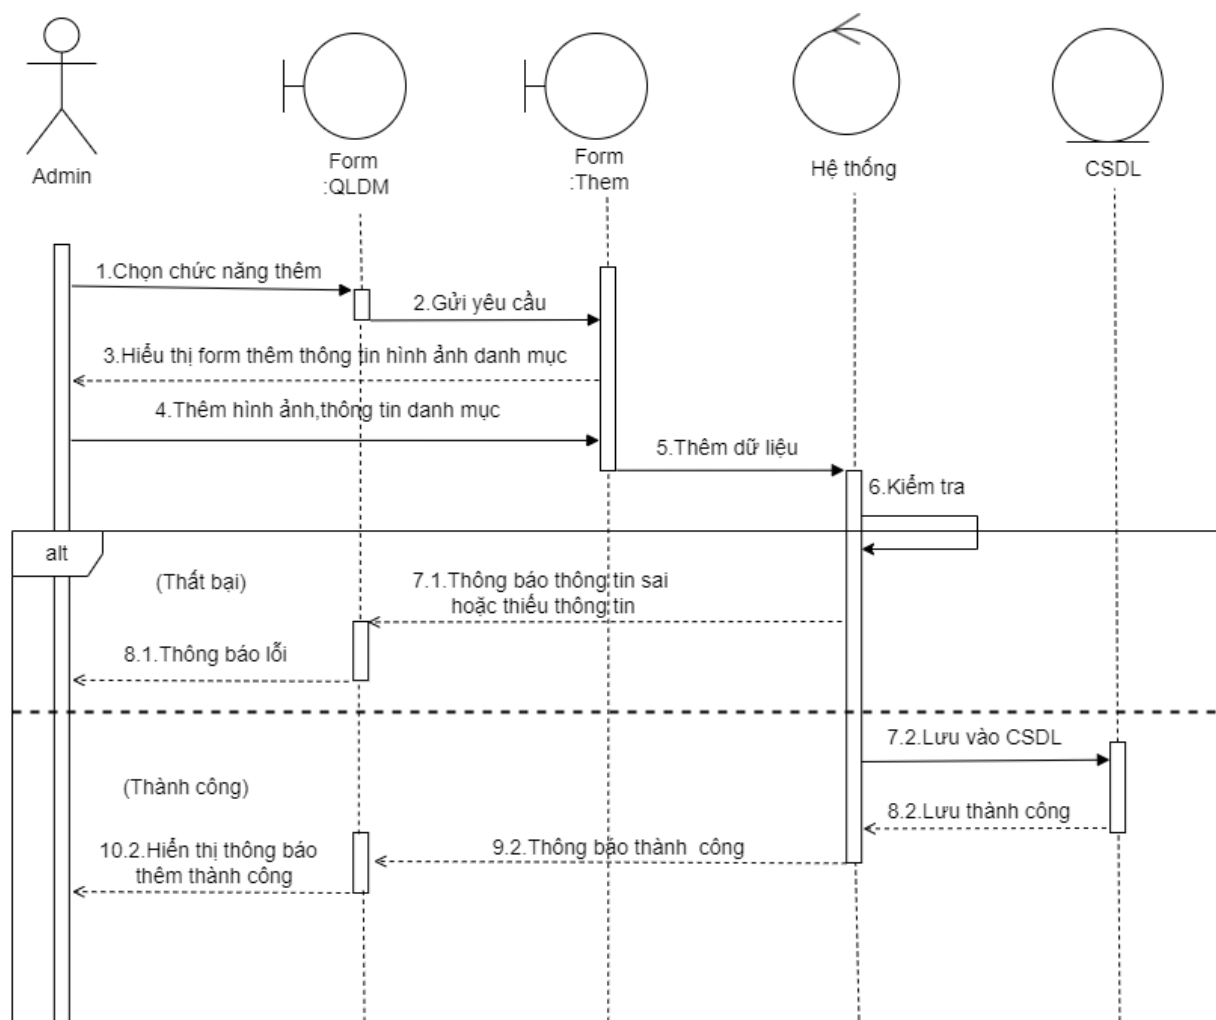 Admin
Form
:QLDM
Form
:Them
Hệ thống
CSDL
1.Chọn chức năng thêm
2.Gửi yêu cầu
3.Hiểu thị form thêm thông tin hình ảnh danh mục
4.Thêm hình ảnh,thông tin danh mục
5.Thêm dữ liệu
6.Kiểm tra
alt
(Thất bại)
7.1.Thông báo thông tin sai
hoặc thiếu thông tin
8.1.Thông báo lỗi
7.2.Lưu vào CSDL
(Thành công)
8.2.Lưu thành công
9.2.Thông báo thành công
10.2.Hiển thị thông báo
thêm thành công